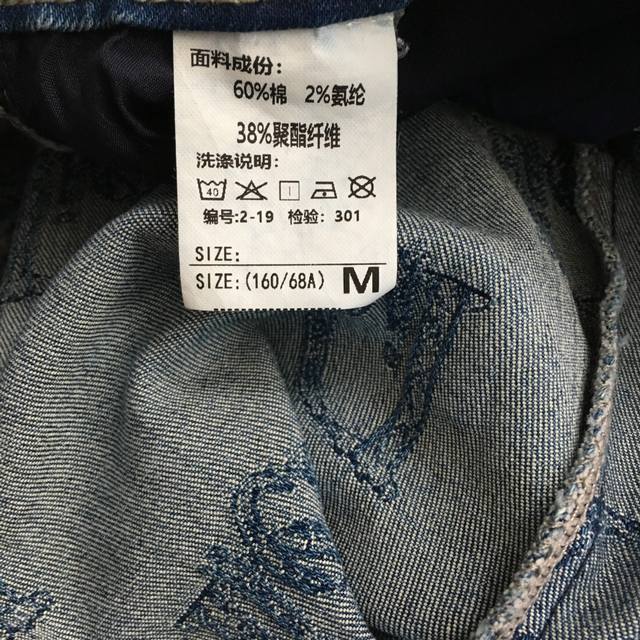 面料成份：
60%棉 2%氨纶
38%聚酯纤维
洗涤说明：
40
编号:2-19 检验: 301
SIZE:
SIZE:(160/68A) M